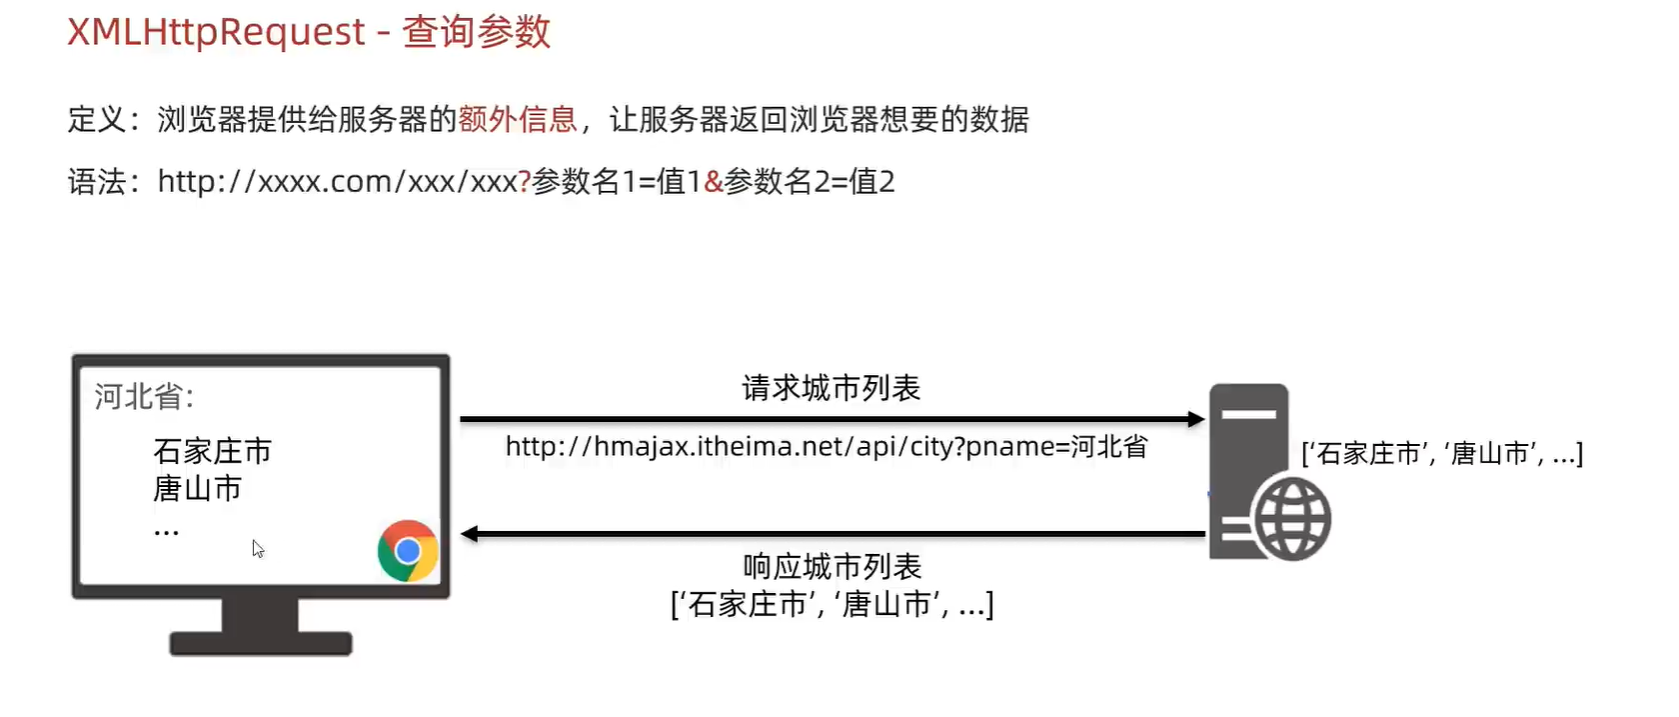 XMLHttpRequest - 查询参数
定义：浏览器提供给服务器的额外信息，让服务器返回浏览器想要的数据
语法：http://xxxx.com/xxx/xxx?参数名1=值1&参数名2=值2
河北省：
石家庄市
唐山市
...
请求城市列表
http://hmajax.itheima.net/api/city?pname=河北省
['石家庄市', '唐山市', ...]
响应城市列表
['石家庄市', '唐山市', ...]